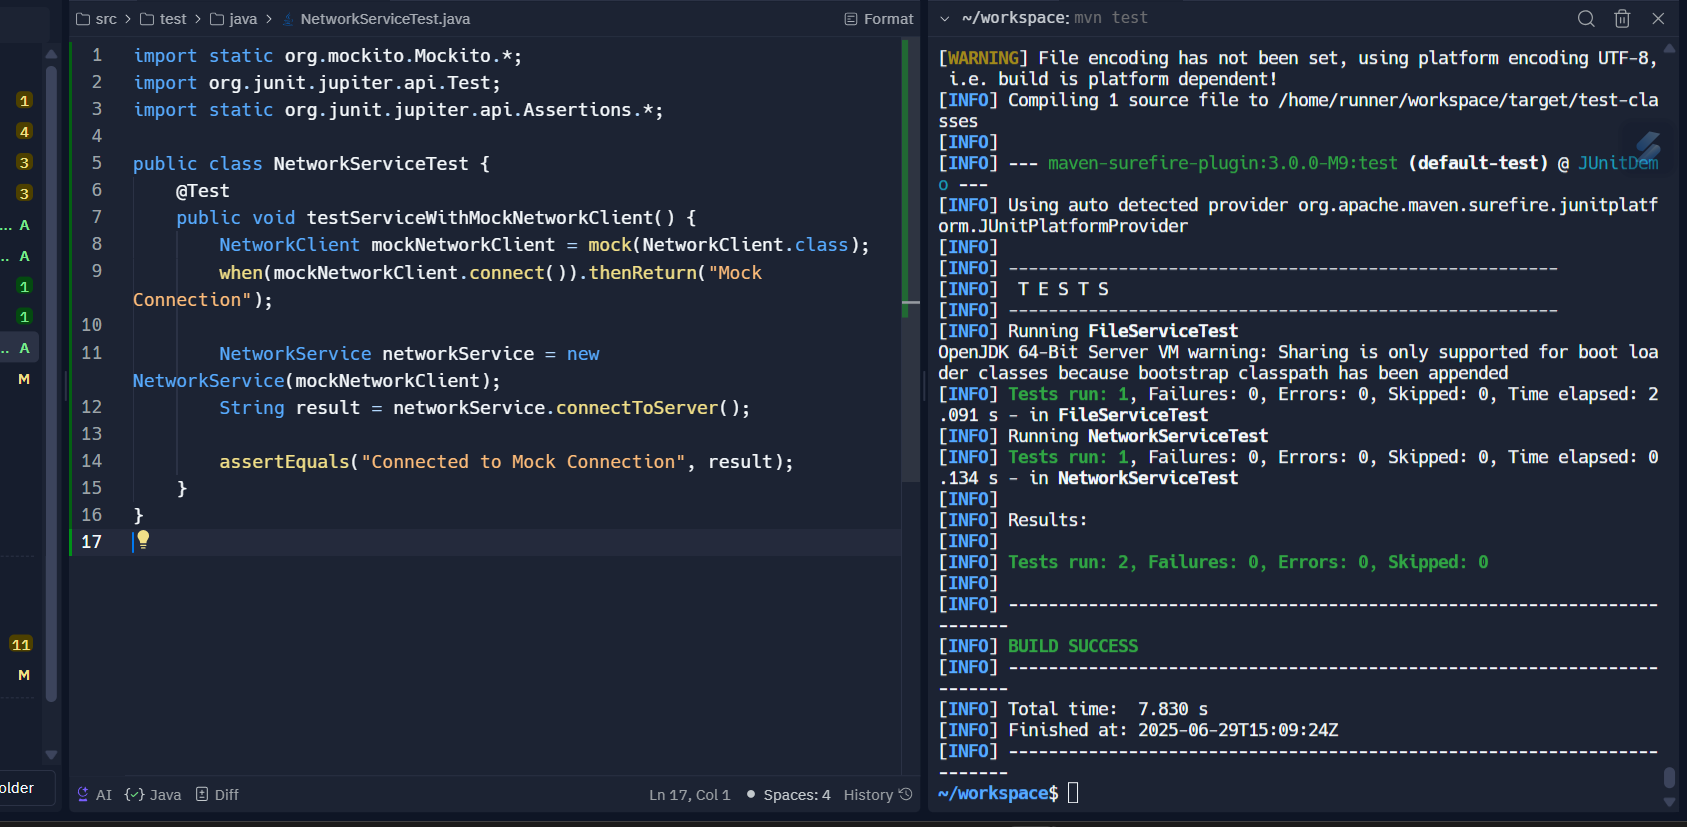 src > test > java > NetworkServiceTest.java
Format
1 import static org.mockito.Mockito.*;
2 import org.junit.jupiter.api.Test;
3 import static org.junit.jupiter.api.Assertions.*;
4
5 public class NetworkServiceTest {
6 @Test
7 public void testServiceWithMockNetworkClient() {
8 NetworkClient mockNetworkClient = mock(NetworkClient.class);
9 when(mockNetworkClient.connect()).thenReturn("Mock
Connection");
10
11 NetworkService networkService = new
NetworkService(mockNetworkClient);
12 String result = networkService.connectToServer();
13
14 assertEquals("Connected to Mock Connection", result);
15 }
16 }
17
1
4
3
3
... A
.. A
1
1
.. A
M
11
M
older
AI
Java
Diff
Ln 17, Col 1
Spaces: 4
History
~/workspace: mvn test
[WARNING] File encoding has not been set, using platform encoding UTF-8,
i.e. build is platform dependent!
[INFO] Compiling 1 source file to /home/runner/workspace/target/test-cla
sses
[INFO]
[INFO] --- maven-surefire-plugin:3.0.0-M9:test (default-test) @ JUnitDem
o ---
[INFO] Using auto detected provider org.apache.maven.surefire.junitplatf
orm.JUnitPlatformProvider
[INFO]
[INFO] -------------------------------------------------------
[INFO]  T E S T S
[INFO] -------------------------------------------------------
[INFO] Running FileServiceTest
OpenJDK 64-Bit Server VM warning: Sharing is only supported for boot loa
der classes because bootstrap classpath has been appended
[INFO] Tests run: 1, Failures: 0, Errors: 0, Skipped: 0, Time elapsed: 2
.091 s - in FileServiceTest
[INFO] Running NetworkServiceTest
[INFO] Tests run: 1, Failures: 0, Errors: 0, Skipped: 0, Time elapsed: 0
.134 s - in NetworkServiceTest
[INFO]
[INFO] Results:
[INFO]
[INFO] Tests run: 2, Failures: 0, Errors: 0, Skipped: 0
[INFO]
[INFO] -----------------------------------------------------------------
-------
[INFO] BUILD SUCCESS
[INFO] -----------------------------------------------------------------
-------
[INFO] Total time:  7.830 s
[INFO] Finished at: 2025-06-29T15:09:24Z
[INFO] -----------------------------------------------------------------
-------
~/workspace$